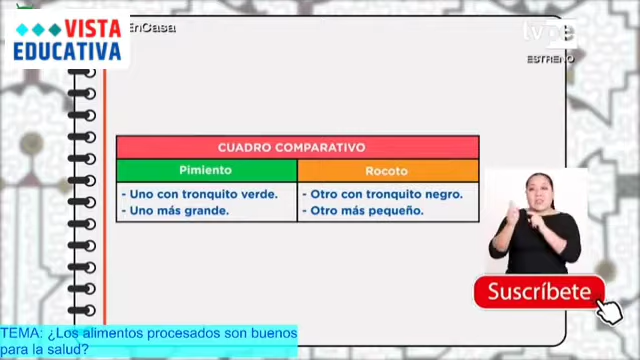 VISTA
EDUCATIVA
EnCasa
tvpe
ESTRENO
CUADRO COMPARATIVO
Pimiento
Rocoto
- Uno con tronquito verde.
- Uno más grande.
- Otro con tronquito negro.
- Otro más pequeño.
Suscríbete
TEMA: ¿Los alimentos procesados son buenos
para la salud?